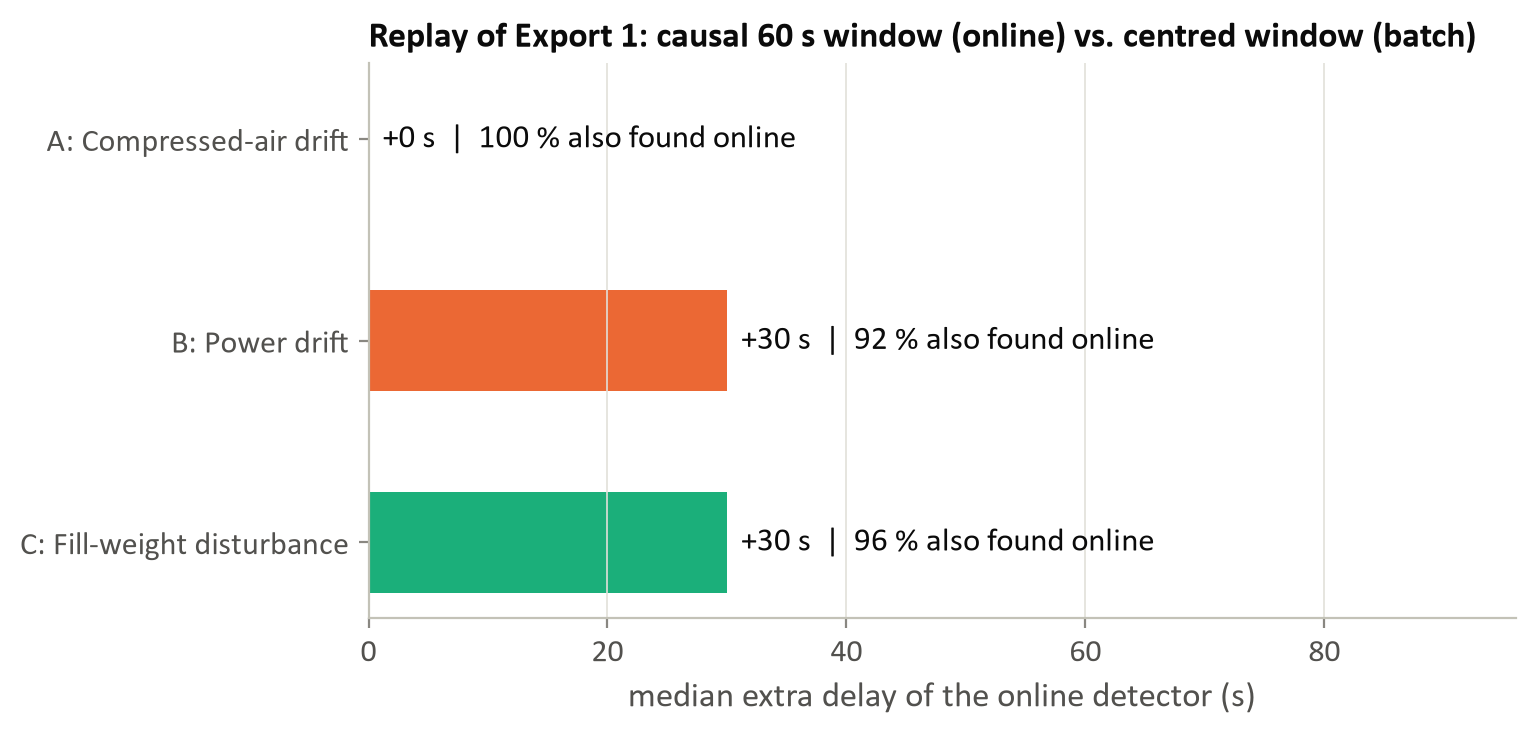 Replay of Export 1: causal 60 s window (online) vs. centred window (batch)
A: Compressed-air drift
+0 s | 100 % also found online
B: Power drift
+30 s | 92 % also found online
C: Fill-weight disturbance
+30 s | 96 % also found online
0 20 40 60 80
median extra delay of the online detector (s)